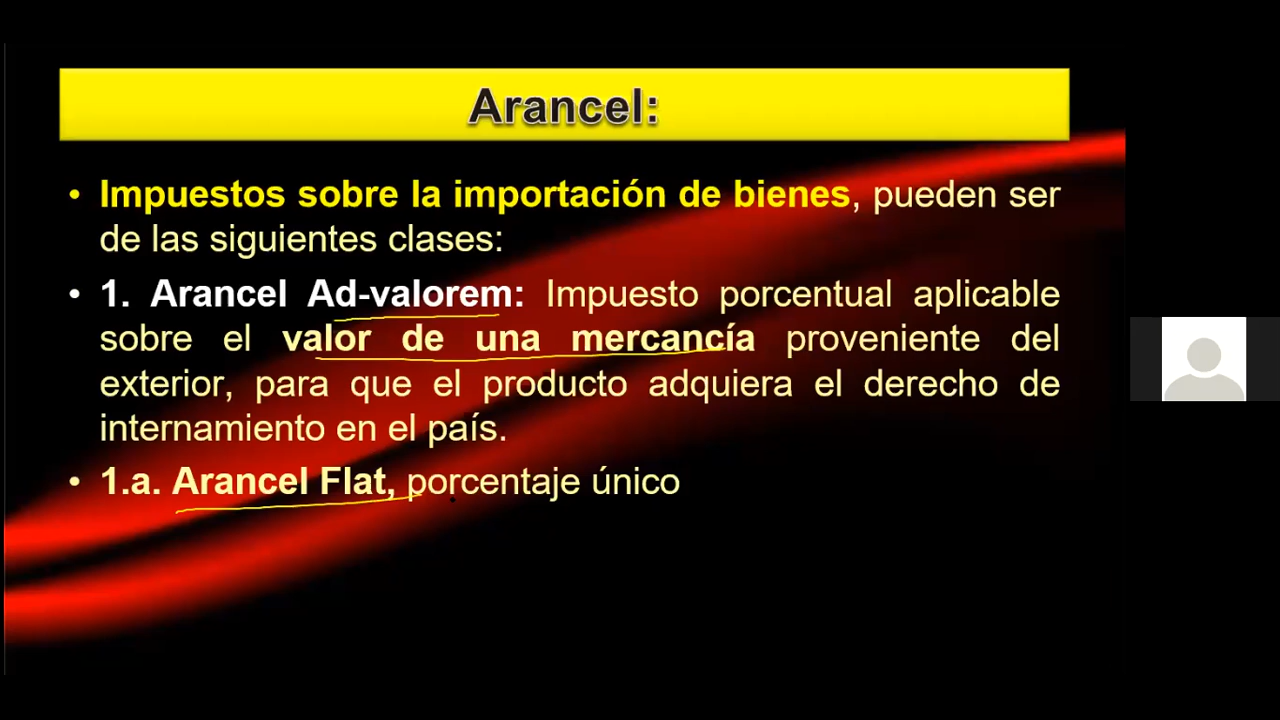 Arancel:
• Impuestos sobre la importación de bienes, pueden ser
de las siguientes clases:
• 1. Arancel Ad-valorem: Impuesto porcentual aplicable
sobre el valor de una mercancía proveniente del
exterior, para que el producto adquiera el derecho de
internamiento en el país.
• 1.a. Arancel Flat, porcentaje único